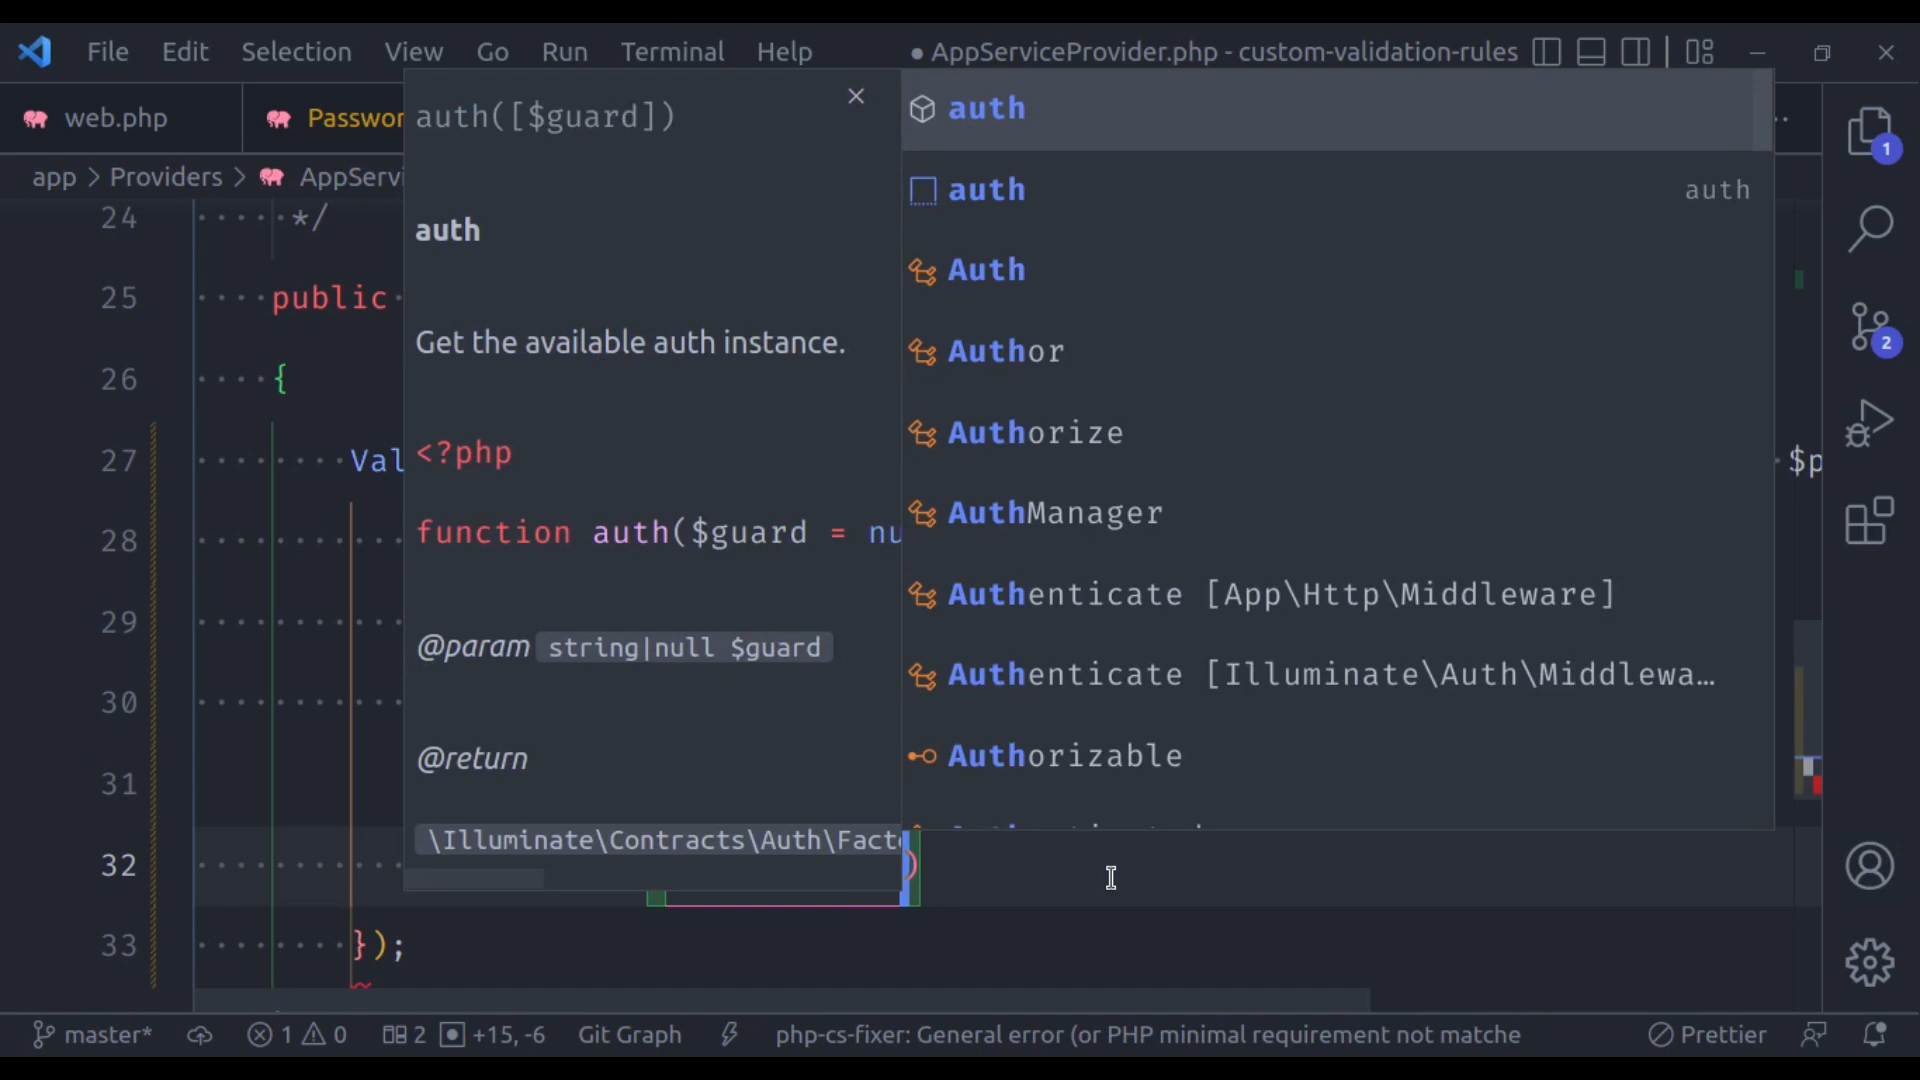 File Edit Selection View Go Run Terminal Help ● AppServiceProvider.php - custom-validation-rules
web.php Passwor
app > Providers > AppServi
24 */
25 public
26 {
27 Val $p
28
29
30
31
32 )
33 });
auth([$guard])
auth
Get the available auth instance.
<?php
function auth($guard = nu
@param string|null $guard
@return
\Illuminate\Contracts\Auth\Fact
auth
auth auth
Auth
Author
Authorize
AuthManager
Authenticate [App\Http\Middleware]
Authenticate [Illuminate\Auth\Middlewa…
Authorizable
1
2
master* 1 0 2 +15, -6 Git Graph php-cs-fixer: General error (or PHP minimal requirement not matche Prettier